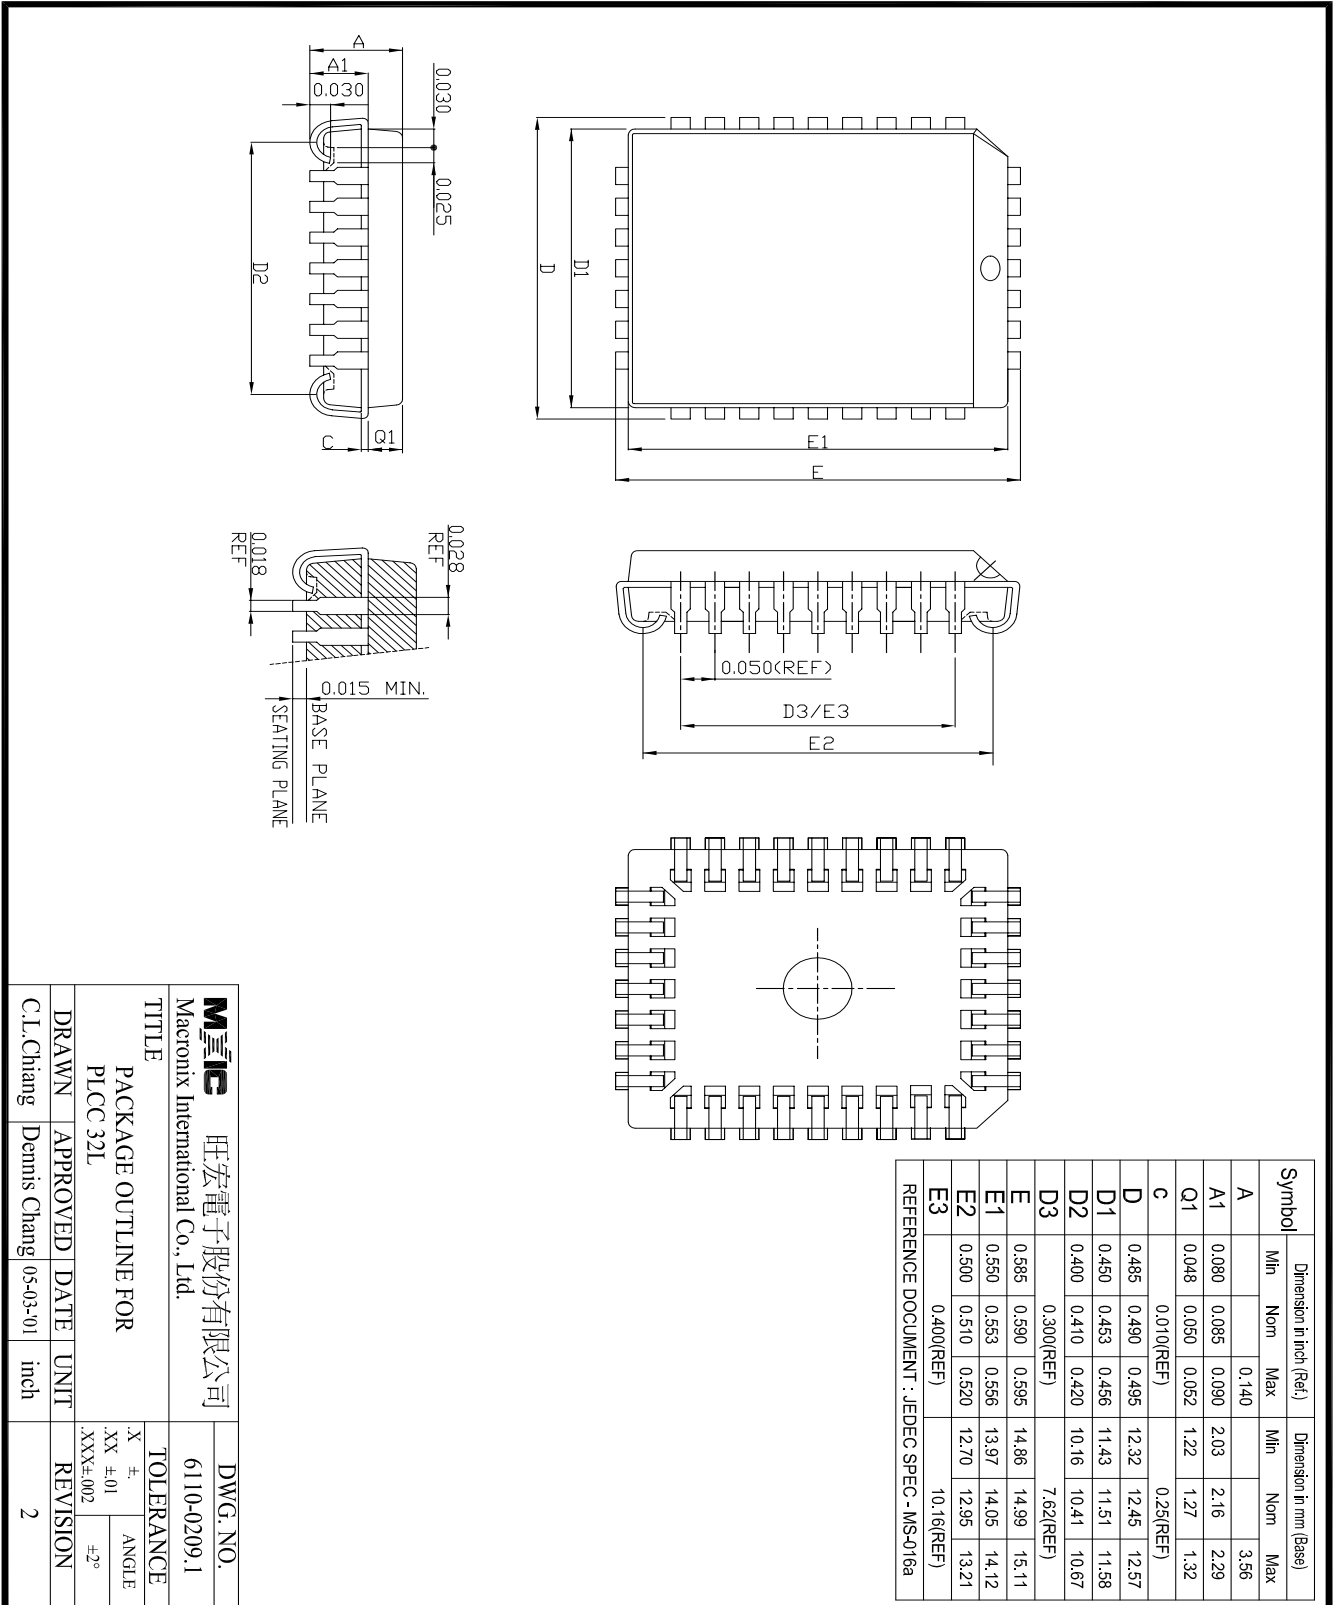 A
A1
0.030
0.030
0.025
D2
C
Q1
D
D1
E1
E
0.018
REF
0.028
REF
0.015 MIN.
BASE PLANE
SEATING PLANE
0.050(REF)
D3/E3
E2
Symbol Dimension in inch (Ref.) Dimension in mm (Base)
Min Nom Max Min Nom Max
A 0.140 3.56
A1 0.080 0.085 0.090 2.03 2.16 2.29
Q1 0.048 0.050 0.052 1.22 1.27 1.32
C 0.010(REF) 0.25(REF)
D 0.485 0.490 0.495 12.32 12.45 12.57
D1 0.450 0.453 0.456 11.43 11.51 11.58
D2 0.400 0.410 0.420 10.16 10.41 10.67
D3 0.300(REF) 7.62(REF)
E 0.585 0.590 0.595 14.86 14.99 15.11
E1 0.550 0.553 0.556 13.97 14.05 14.12
E2 0.500 0.510 0.520 12.70 12.95 13.21
E3 0.400(REF) 10.16(REF)
REFERENCE DOCUMENT : JEDEC SPEC - MS-016a
MXIC 旺宏電子股份有限公司
Macronix International Co., Ltd.
DWG. NO.
6110-0209.1
TITLE
PACKAGE OUTLINE FOR
PLCC 32L
TOLERANCE
.X ±.
.XX ±.01
.XXX±.002
ANGLE
±2°
DRAWN APPROVED DATE UNIT REVISION
C.L.Chiang Dennis Chang 05-03-'01 inch 2